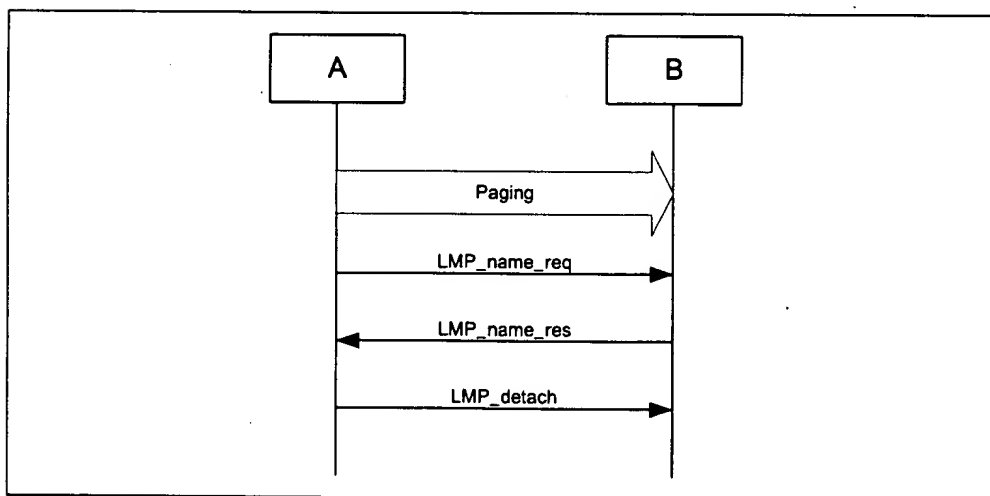 A
B
Paging
LMP_name_req
LMP_name_res
LMP_detach